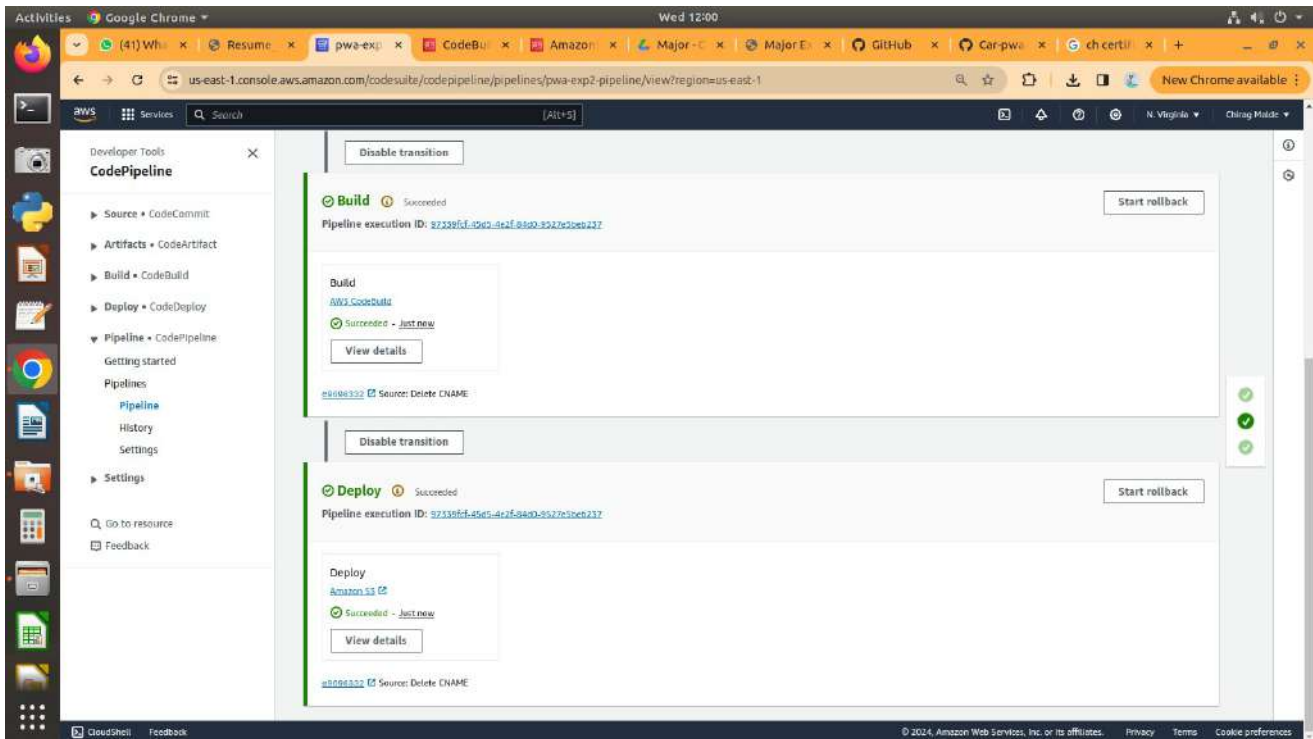 Activities Google Chrome Wed 12:00
(41) Wh Resume pwa-exp CodeBu Amazon Major - C Major E GitHub Car-pwa ch certif
us-east-1.console.aws.amazon.com/codesuite/codepipeline/pipelines/pwa-exp2-pipeline/view?region=us-east-1 New Chrome available
aws Services Search [Alt+S] N. Virginia Chirag Malde
Developer Tools
CodePipeline
Source • CodeCommit
Artifacts • CodeArtifact
Build • CodeBuild
Deploy • CodeDeploy
Pipeline • CodePipeline
Getting started
Pipelines
Pipeline
History
Settings
Settings
Go to resource
Feedback
Disable transition
Build Succeeded
Start rollback
Pipeline execution ID:
Build
AWS CodeBuild
Succeeded - Just now
View details
Source: Delete CNAME
Disable transition
Deploy Succeeded
Start rollback
Pipeline execution ID:
Deploy
Amazon S3
Succeeded - Just now
View details
Source: Delete CNAME
CloudShell Feedback © 2024, Amazon Web Services, Inc. or its affiliates. Privacy Terms Cookie preferences